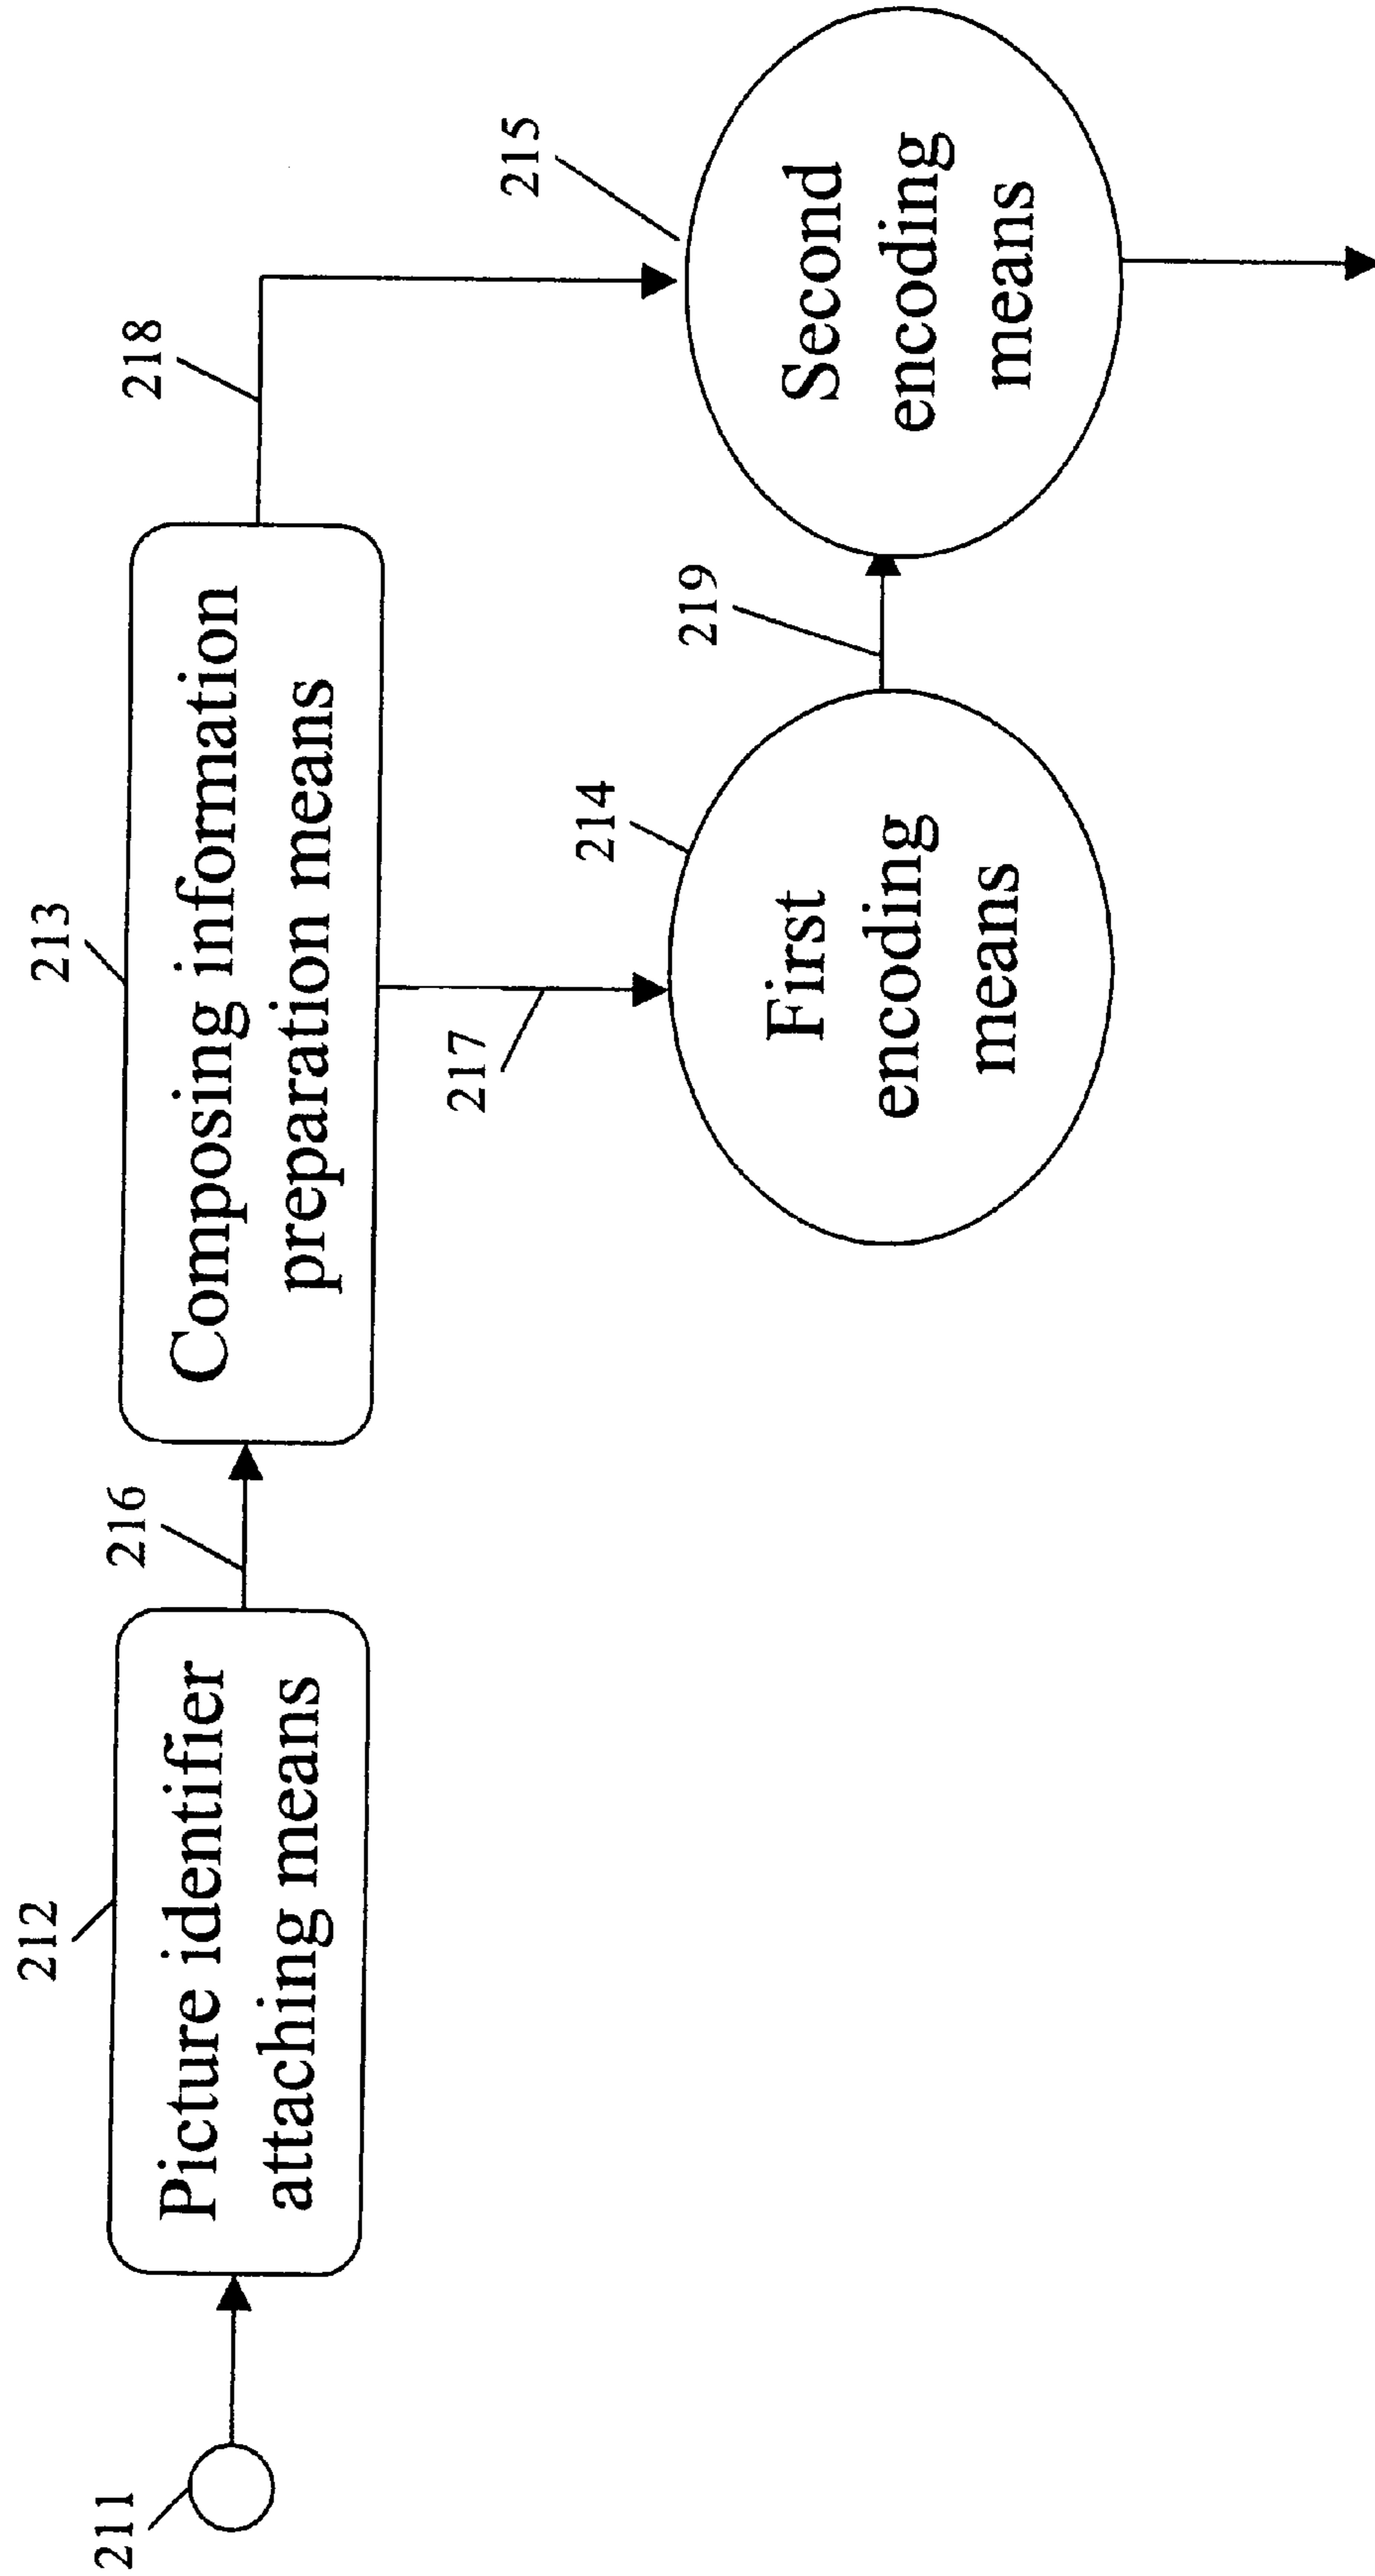 211
212
Picture identifier
attaching means
216
213
Composing information
preparation means
218
217
214
First
encoding
means
219
215
Second
encoding
means